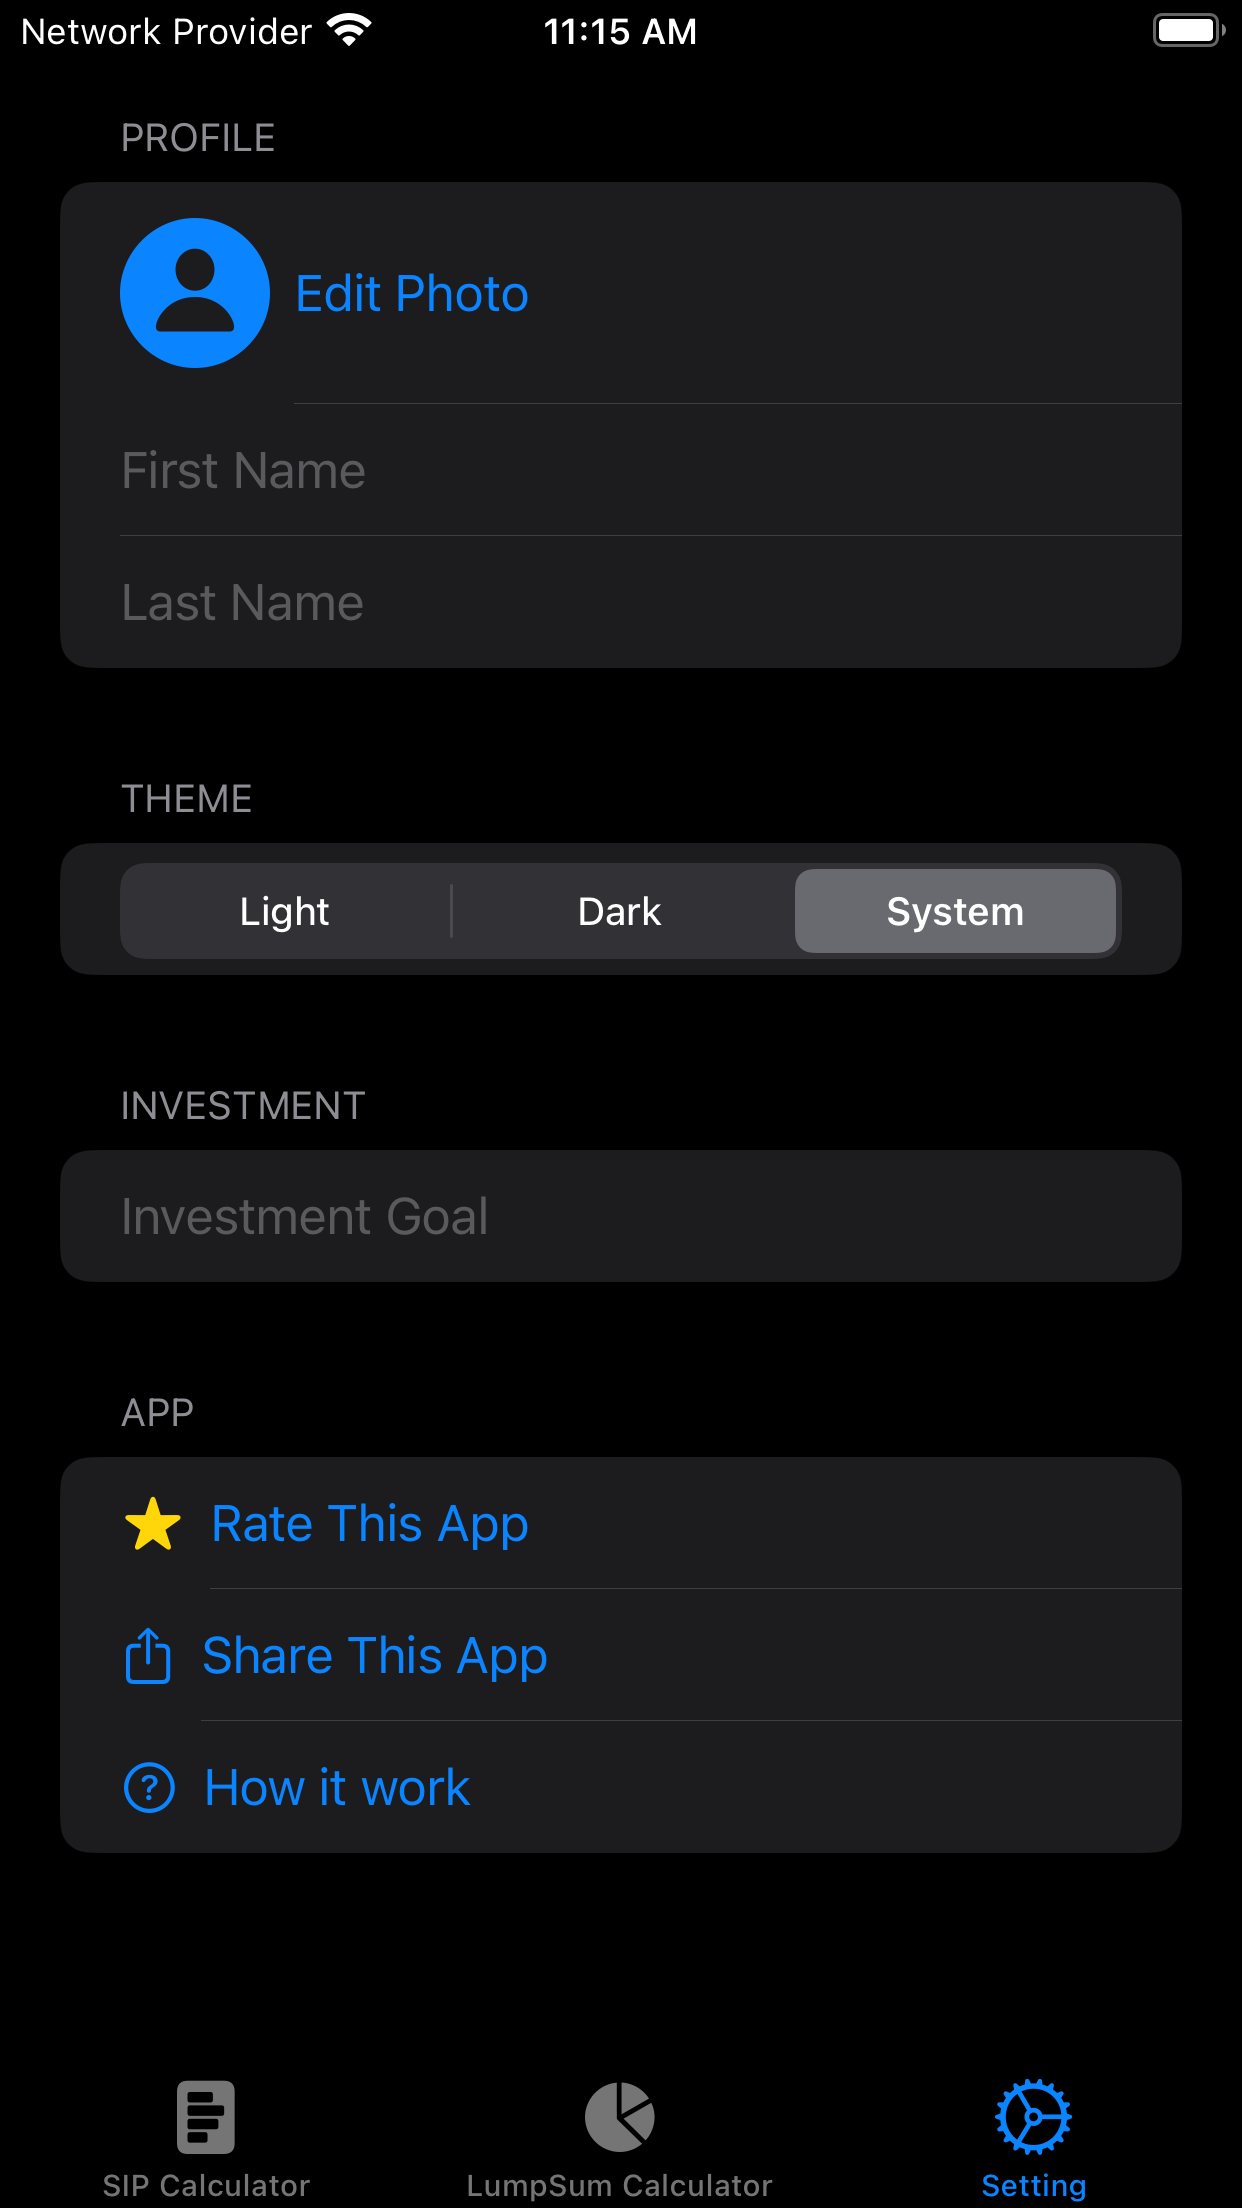 Network Provider 11:15 AM
PROFILE
Edit Photo
First Name
Last Name
THEME
Light Dark System
INVESTMENT
Investment Goal
APP
Rate This App
Share This App
? How it work
SIP Calculator LumpSum Calculator Setting